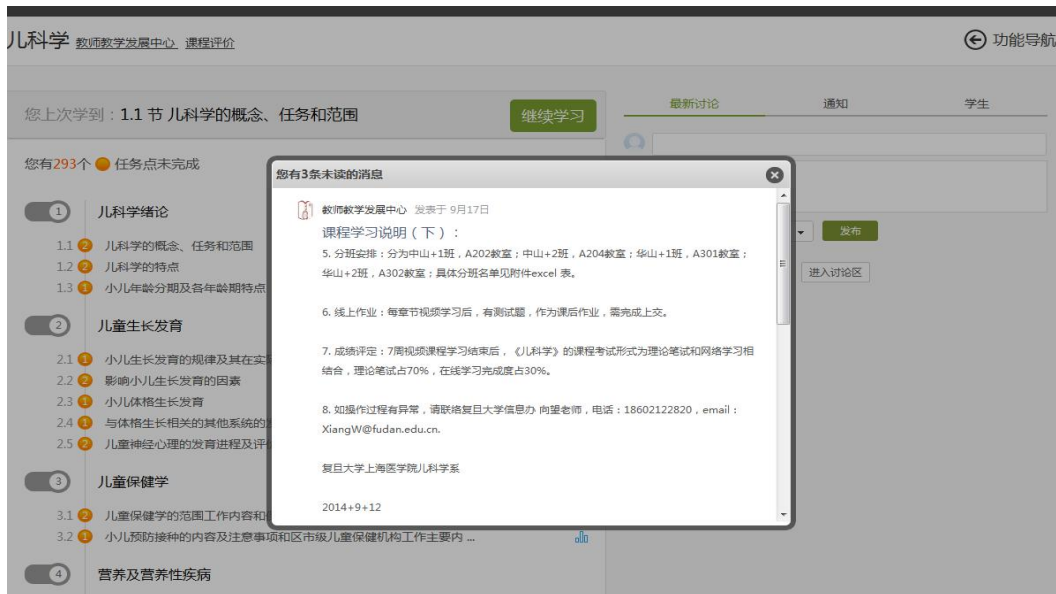 儿科学 教师教学发展中心 课程评价
功能导航
您上次学到：1.1 节 儿科学的概念、任务和范围
继续学习
您有293个 任务点未完成
1 儿科学绪论
1.1 2 儿科学的概念、任务和范围
1.2 2 儿科学的特点
1.3 1 小儿年龄分期及各年龄期特点
2 儿童生长发育
2.1 1 小儿生长发育的规律及其在实
2.2 2 影响小儿生长发育的因素
2.3 1 小儿体格生长发育
2.4 1 与体格生长相关的其他系统的
2.5 2 儿童神经心理的发育进程及评
3 儿童保健学
3.1 2 儿童保健学的范围工作内容和
3.2 1 小儿预防接种的内容及注意事项和区市级儿童保健机构工作主要内 ...
4 营养及营养性疾病
您有3条未读的消息
教师教学发展中心 发表于 9月17日
课程学习说明（下）：
5. 分班安排：分为中山+1班，A202教室；中山+2班，A204教室；华山+1班，A301教室；
华山+2班，A302教室；具体分班名单见附件excel 表。
6. 线上作业：每章节视频学习后，有测试题，作为课后作业，需完成上交。
7. 成绩评定：7周视频课程学习结束后，《儿科学》的课程考试形式为理论笔试和网络学习相
结合，理论笔试占70%，在线学习完成度占30%。
8. 如操作过程有异常，请联络复旦大学信息办 向望老师，电话：18602122820，email：
XiangW@fudan.edu.cn.
复旦大学上海医学院儿科学系
2014+9+12
最新讨论 通知 学生
发布
进入讨论区